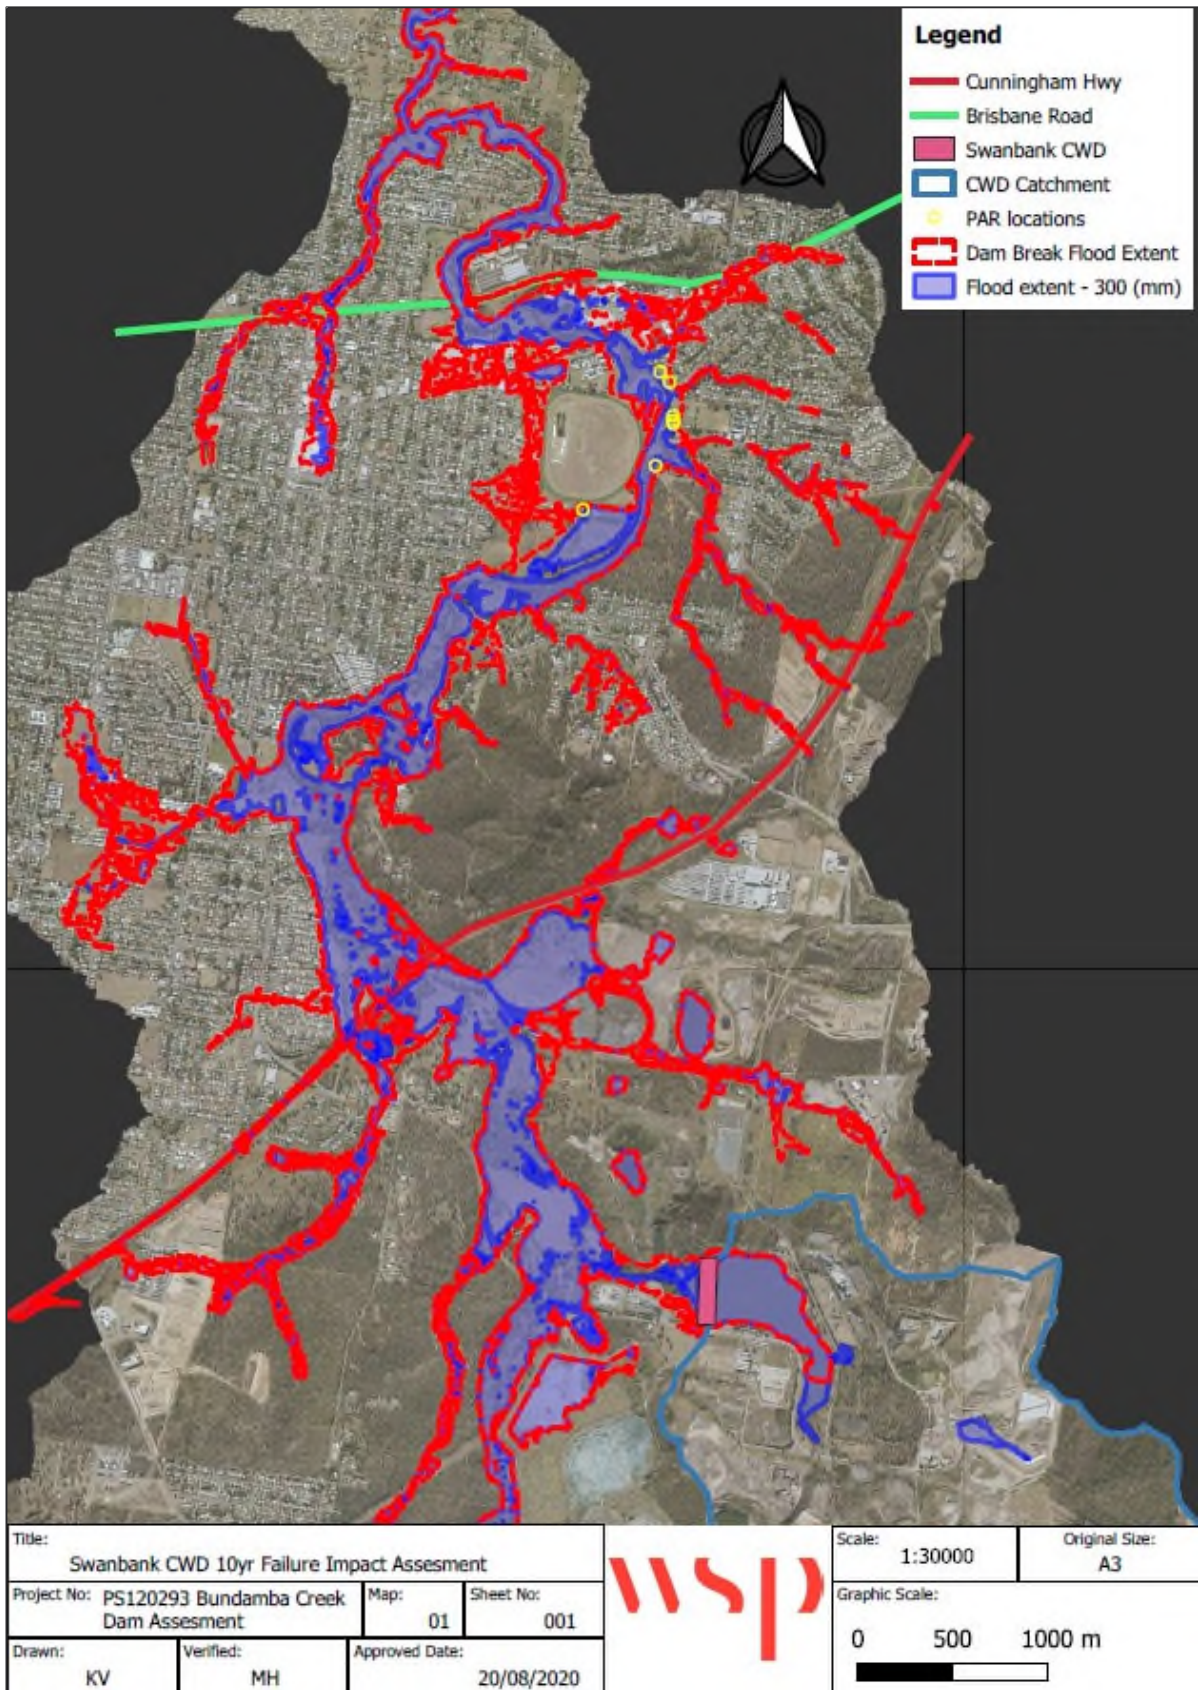 Legend
Cunningham Hwy
Brisbane Road
Swanbank CWD
CWD Catchment
PAR locations
Dam Break Flood Extent
Flood extent - 300 (mm)
Title:
Swanbank CWD 10yr Failure Impact Assesment
Project No: PS120293 Bundamba Creek
Dam Assesment
Map:
01
Sheet No:
001
Drawn:
KV
Verified:
MH
Approved Date:
20/08/2020
wsp
Scale:
1:30000
Original Size:
A3
Graphic Scale:
0 500 1000 m